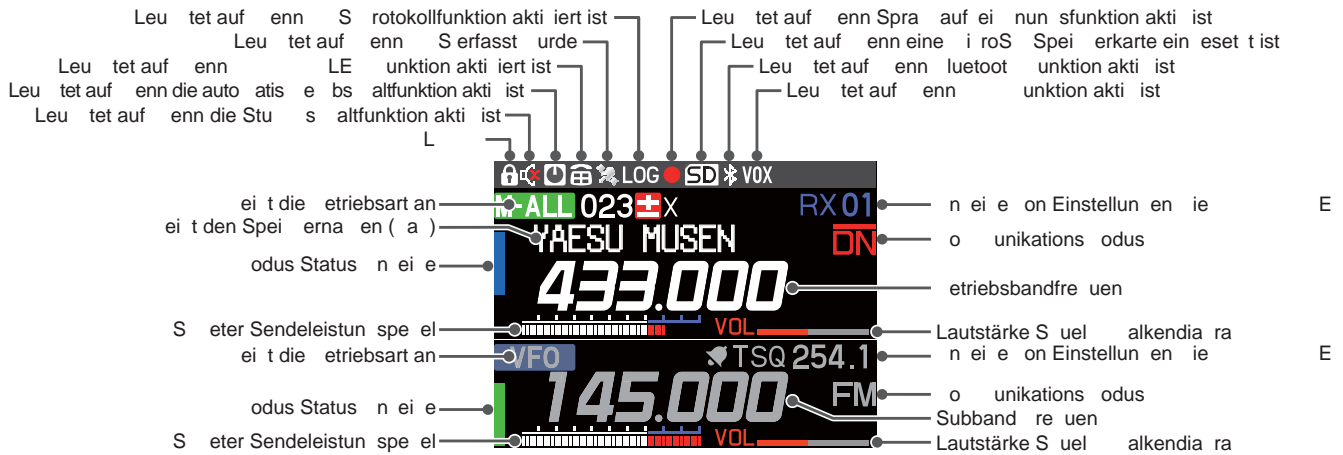 Leu tet auf enn S rotokollfunktion akti iert ist
Leu tet auf enn S erfasst urde
Leu tet auf enn LE unktion akti iert ist
Leu tet auf enn die auto atis e bs altfunktion akti ist
Leu tet auf enn die Stu s altfunktion akti ist
L
Leu tet auf enn Spra auf ei nun sfunktion akti ist
Leu tet auf enn eine i roS Spei erkarte ein eset t ist
Leu tet auf enn luetoot unktion akti ist
Leu tet auf enn unktion akti ist
LOG SD VOX
ei t die etriebsart an
M-ALL 023 ± X RX 01
n ei e on Einstellun en ie E
ei t den Spei erna en ( a )
YAESU MUSEN DN
o unikations odus
odus Status n ei e
433.000
etriebsbandfre uen
S eter Sendeleistun spe el
VOL
Lautstärke S uel alkendia ra
ei t die etriebsart an
VFO TSQ 254.1
n ei e on Einstellun en ie E
145.000 FM
o unikations odus
odus Status n ei e
Subband re uen
S eter Sendeleistun spe el
VOL
Lautstärke S uel alkendia ra